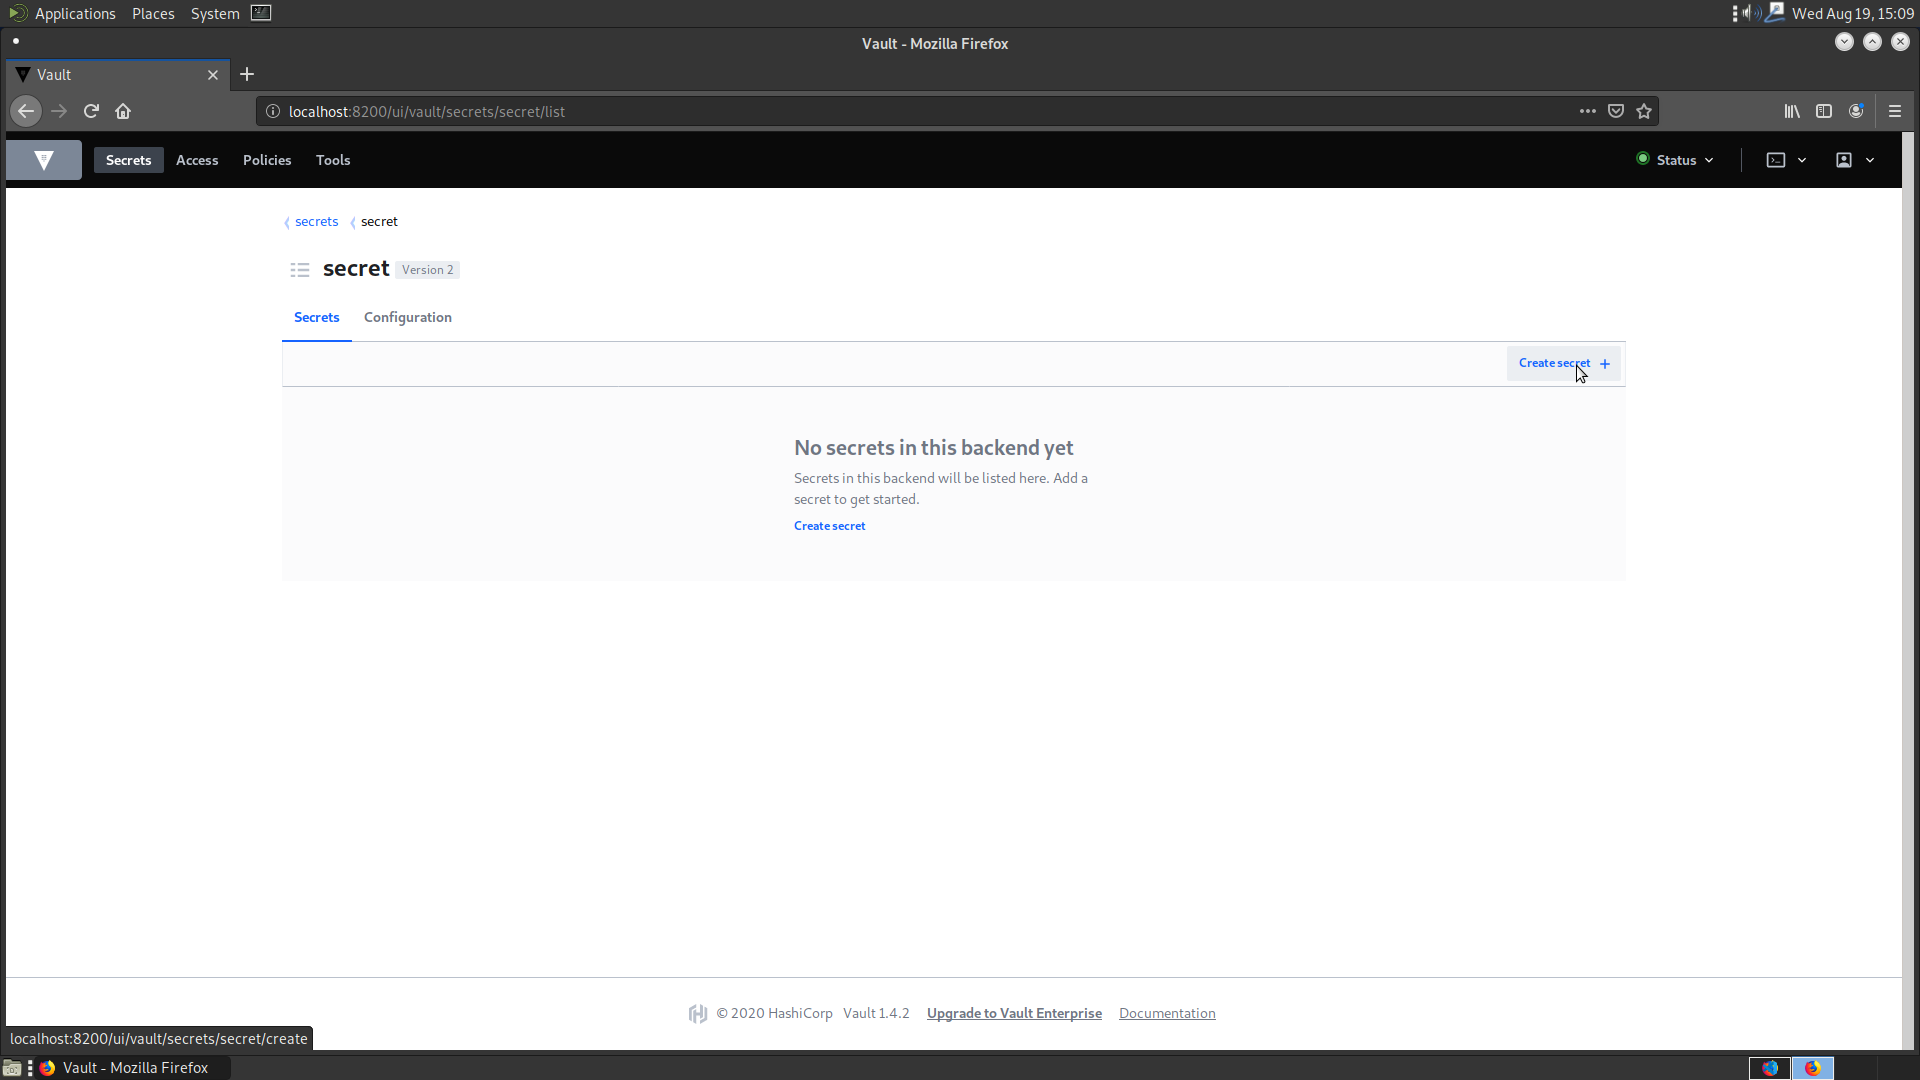 Applications Places System Wed Aug 19, 15:09
Vault - Mozilla Firefox
Vault
localhost:8200/ui/vault/secrets/secret/list
Secrets Access Policies Tools Status
secrets secret
secret Version 2
Secrets Configuration
Create secret
No secrets in this backend yet
Secrets in this backend will be listed here. Add a
secret to get started.
Create secret
© 2020 HashiCorp Vault 1.4.2 Upgrade to Vault Enterprise Documentation
localhost:8200/ui/vault/secrets/secret/create
Vault - Mozilla Firefox